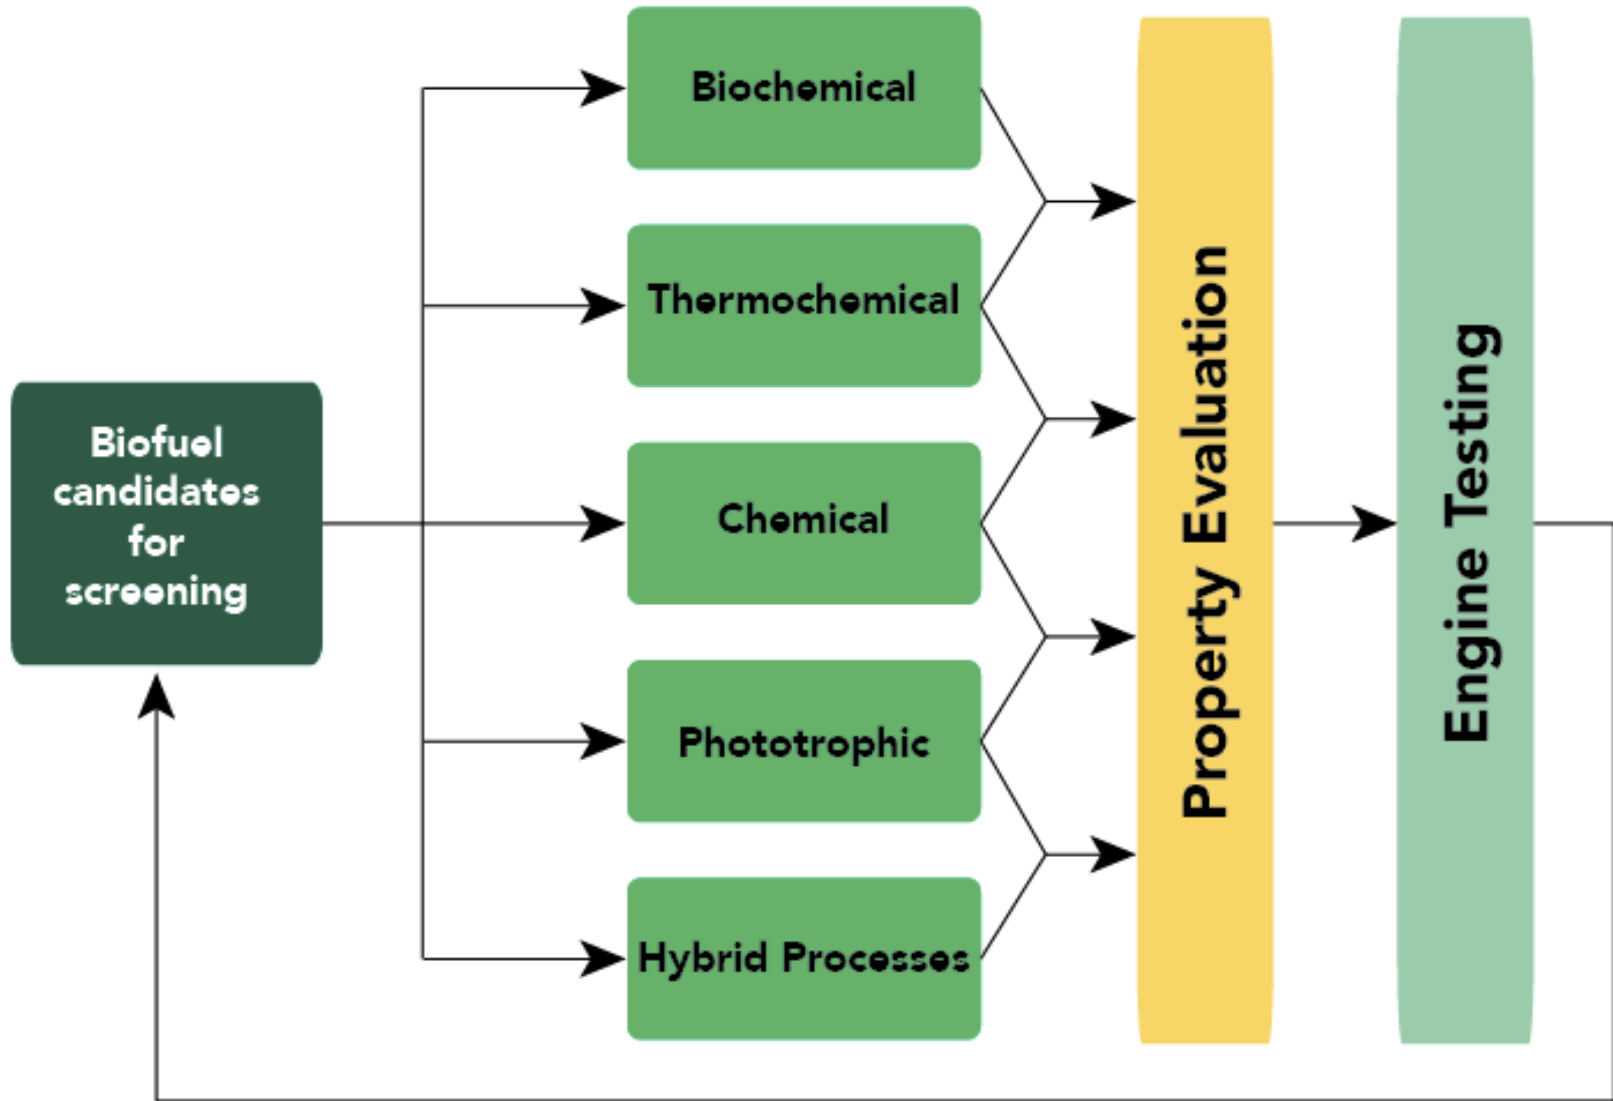 Biofuel
candidates
for
screening
Biochemical
Thermochemical
Chemical
Phototrophic
Hybrid Processes
Property Evaluation
Engine Testing